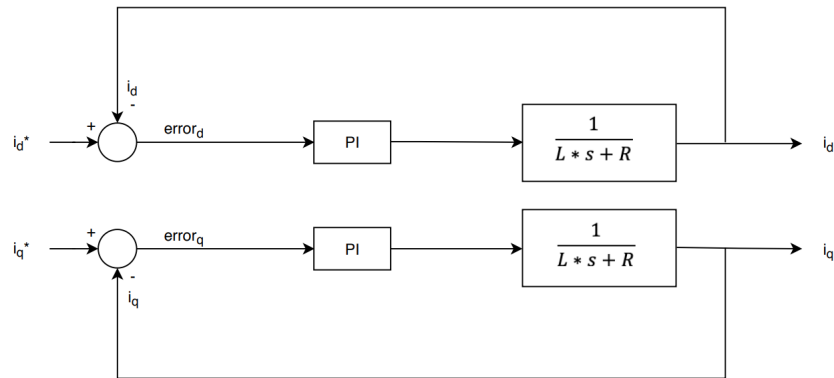 i_d
-
+
i_d*
error_d
PI
1
L * s + R
i_d
+
i_q*
error_q
PI
1
L * s + R
i_q
-
i_q